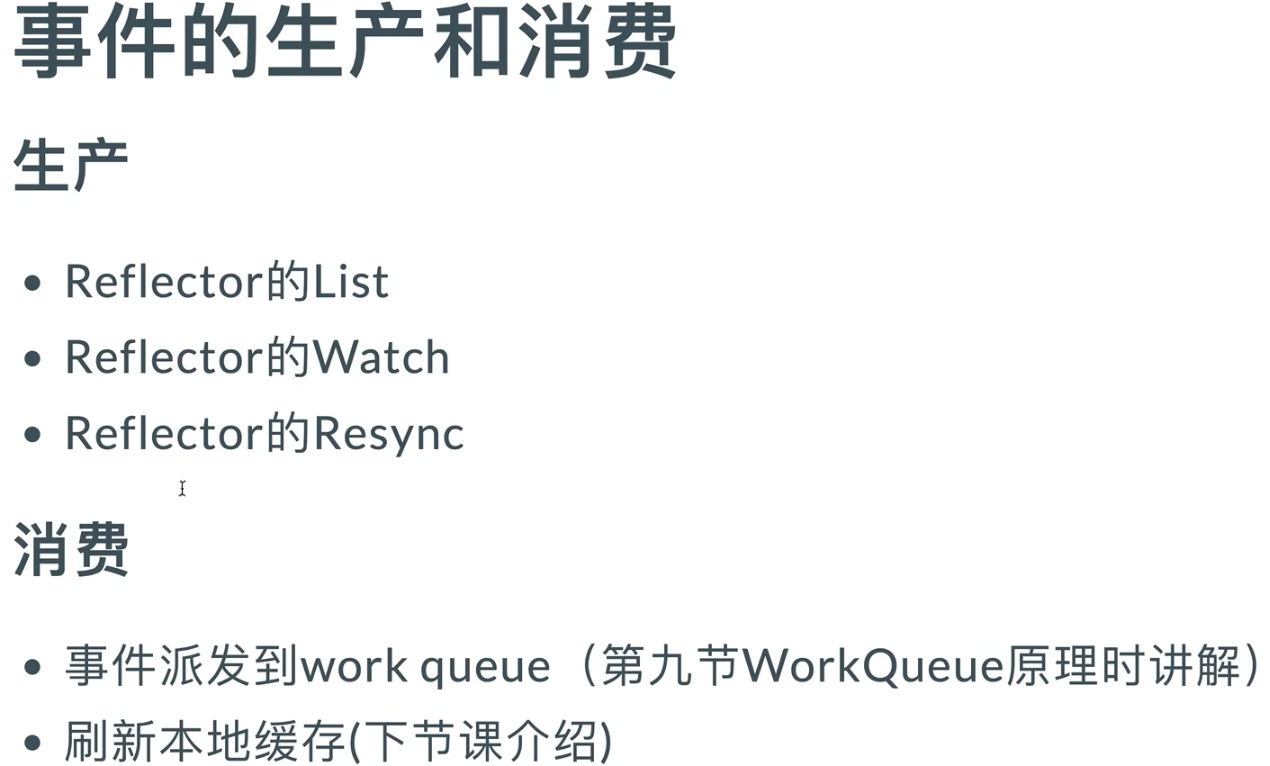 事件的生产和消费
生产
• Reflector的List
• Reflector的Watch
• Reflector的Resync
消费
• 事件派发到work queue（第九节WorkQueue原理时讲解）
• 刷新本地缓存(下节课介绍)